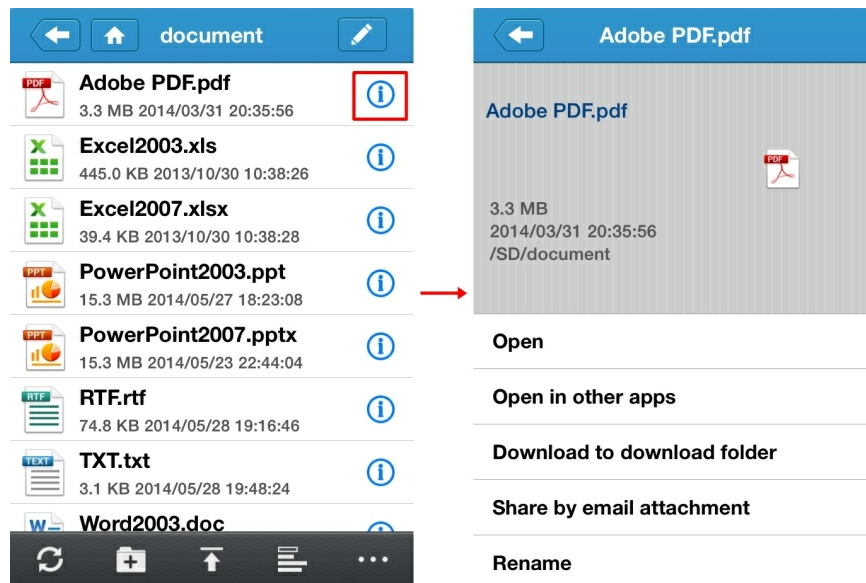 document
PDF
Adobe PDF.pdf
3.3 MB 2014/03/31 20:35:56
Excel2003.xls
445.0 KB 2013/10/30 10:38:26
Excel2007.xlsx
39.4 KB 2013/10/30 10:38:28
PPT
PowerPoint2003.ppt
15.3 MB 2014/05/27 18:23:08
PPT
PowerPoint2007.pptx
15.3 MB 2014/05/23 22:44:04
RTF
RTF.rtf
74.8 KB 2014/05/28 19:16:46
TEXT
TXT.txt
3.1 KB 2014/05/28 19:48:24
Word2003.doc
Adobe PDF.pdf
Adobe PDF.pdf
PDF
3.3 MB
2014/03/31 20:35:56
/SD/document
Open
Open in other apps
Download to download folder
Share by email attachment
Rename